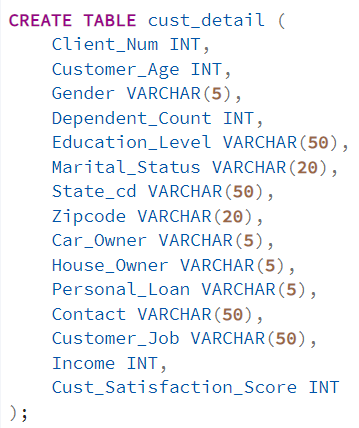 CREATE TABLE cust_detail (
    Client_Num INT,
    Customer_Age INT,
    Gender VARCHAR(5),
    Dependent_Count INT,
    Education_Level VARCHAR(50),
    Marital_Status VARCHAR(20),
    State_cd VARCHAR(50),
    Zipcode VARCHAR(20),
    Car_Owner VARCHAR(5),
    House_Owner VARCHAR(5),
    Personal_Loan VARCHAR(5),
    Contact VARCHAR(50),
    Customer_Job VARCHAR(50),
    Income INT,
    Cust_Satisfaction_Score INT
);